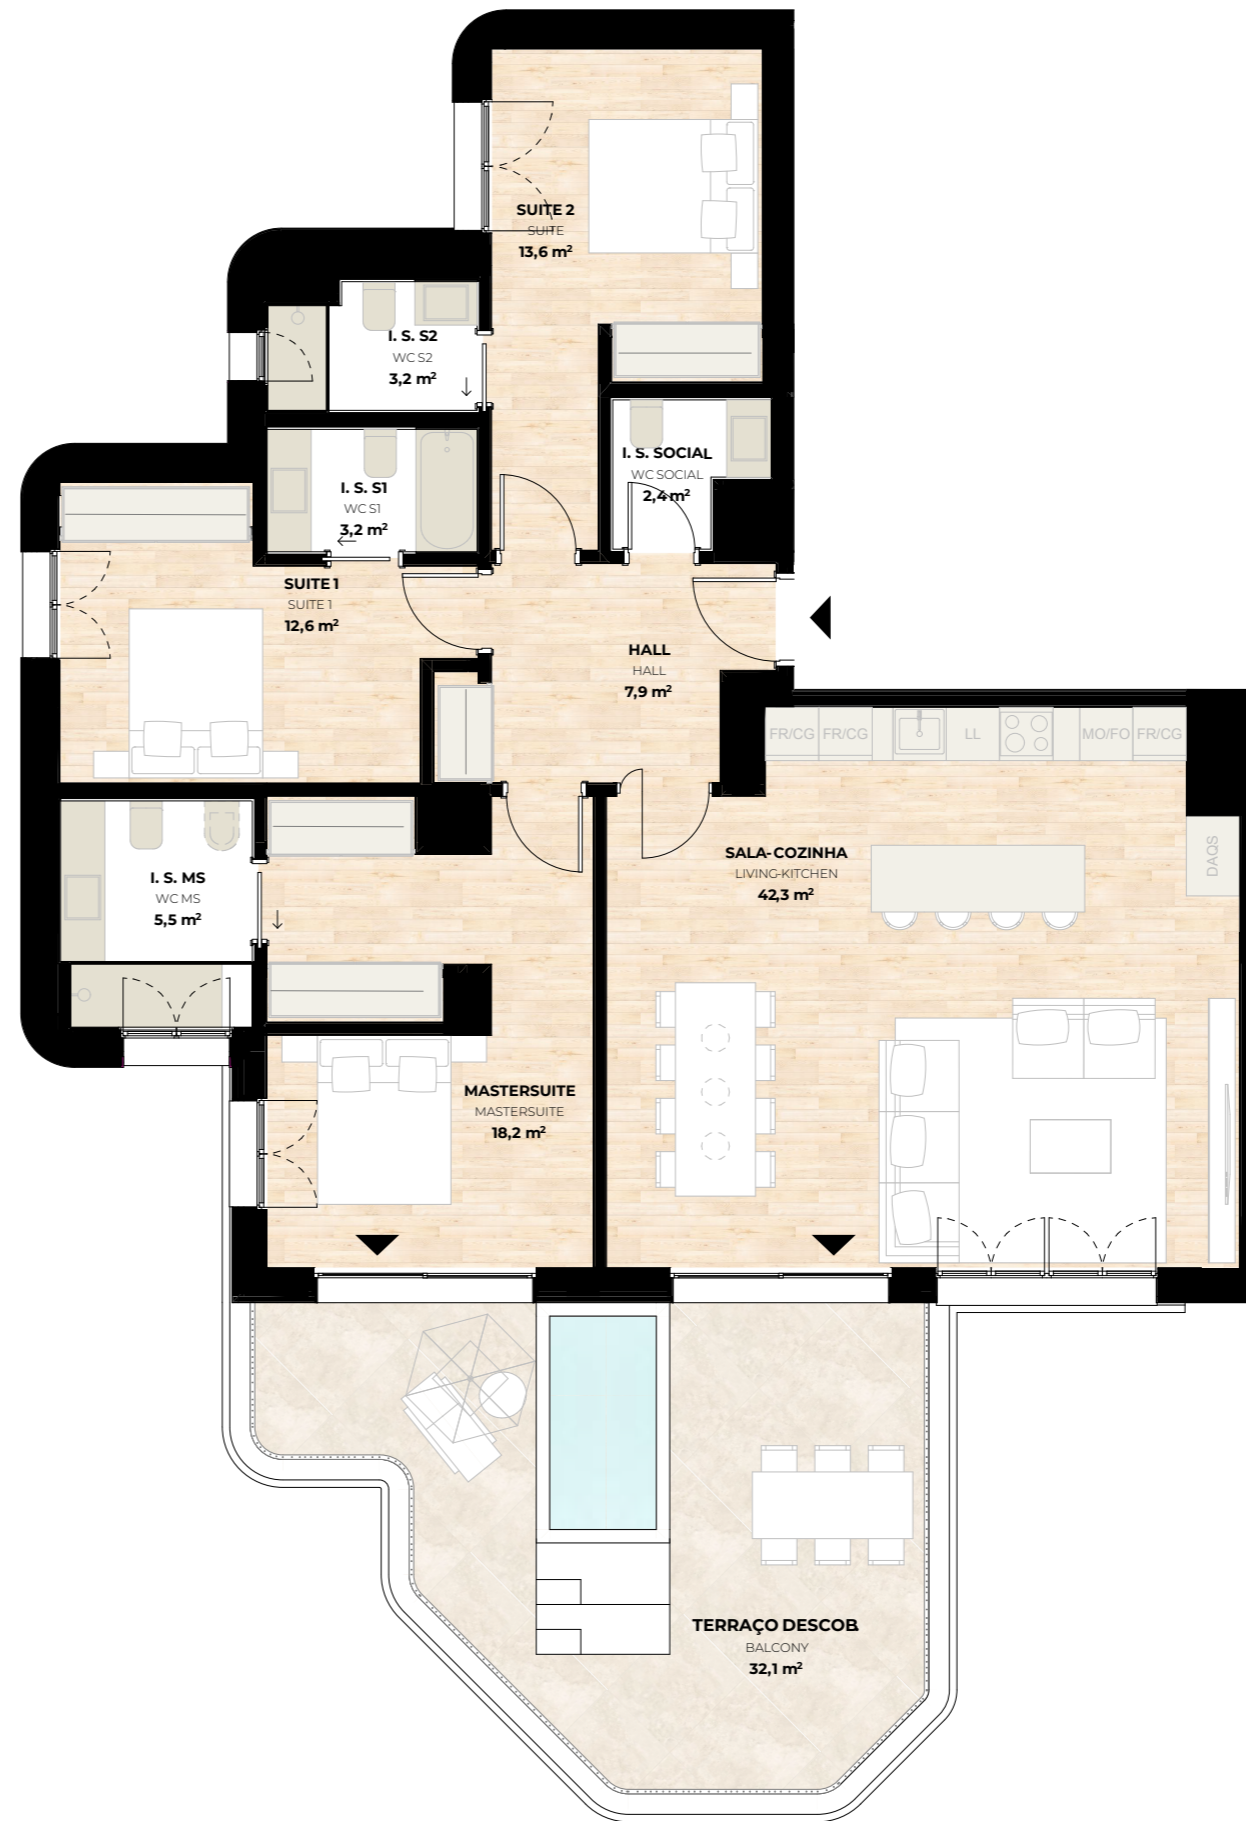 SUITE 2
SUITE
13,6 m²
I. S. S2
WC S2
3,2 m²
I. S. SOCIAL
WC SOCIAL
2,4 m²
I. S. S1
WC S1
3,2 m²
SUITE 1
SUITE 1
12,6 m²
HALL
HALL
7,9 m²
FR/CG FR/CG LL MO/FO FR/CG
DAQS
SALA-COZINHA
LIVING-KITCHEN
42,3 m²
I. S. MS
WC MS
5,5 m²
MASTERSUITE
MASTERSUITE
18,2 m²
TERRAÇO DESCOB.
BALCONY
32,1 m²